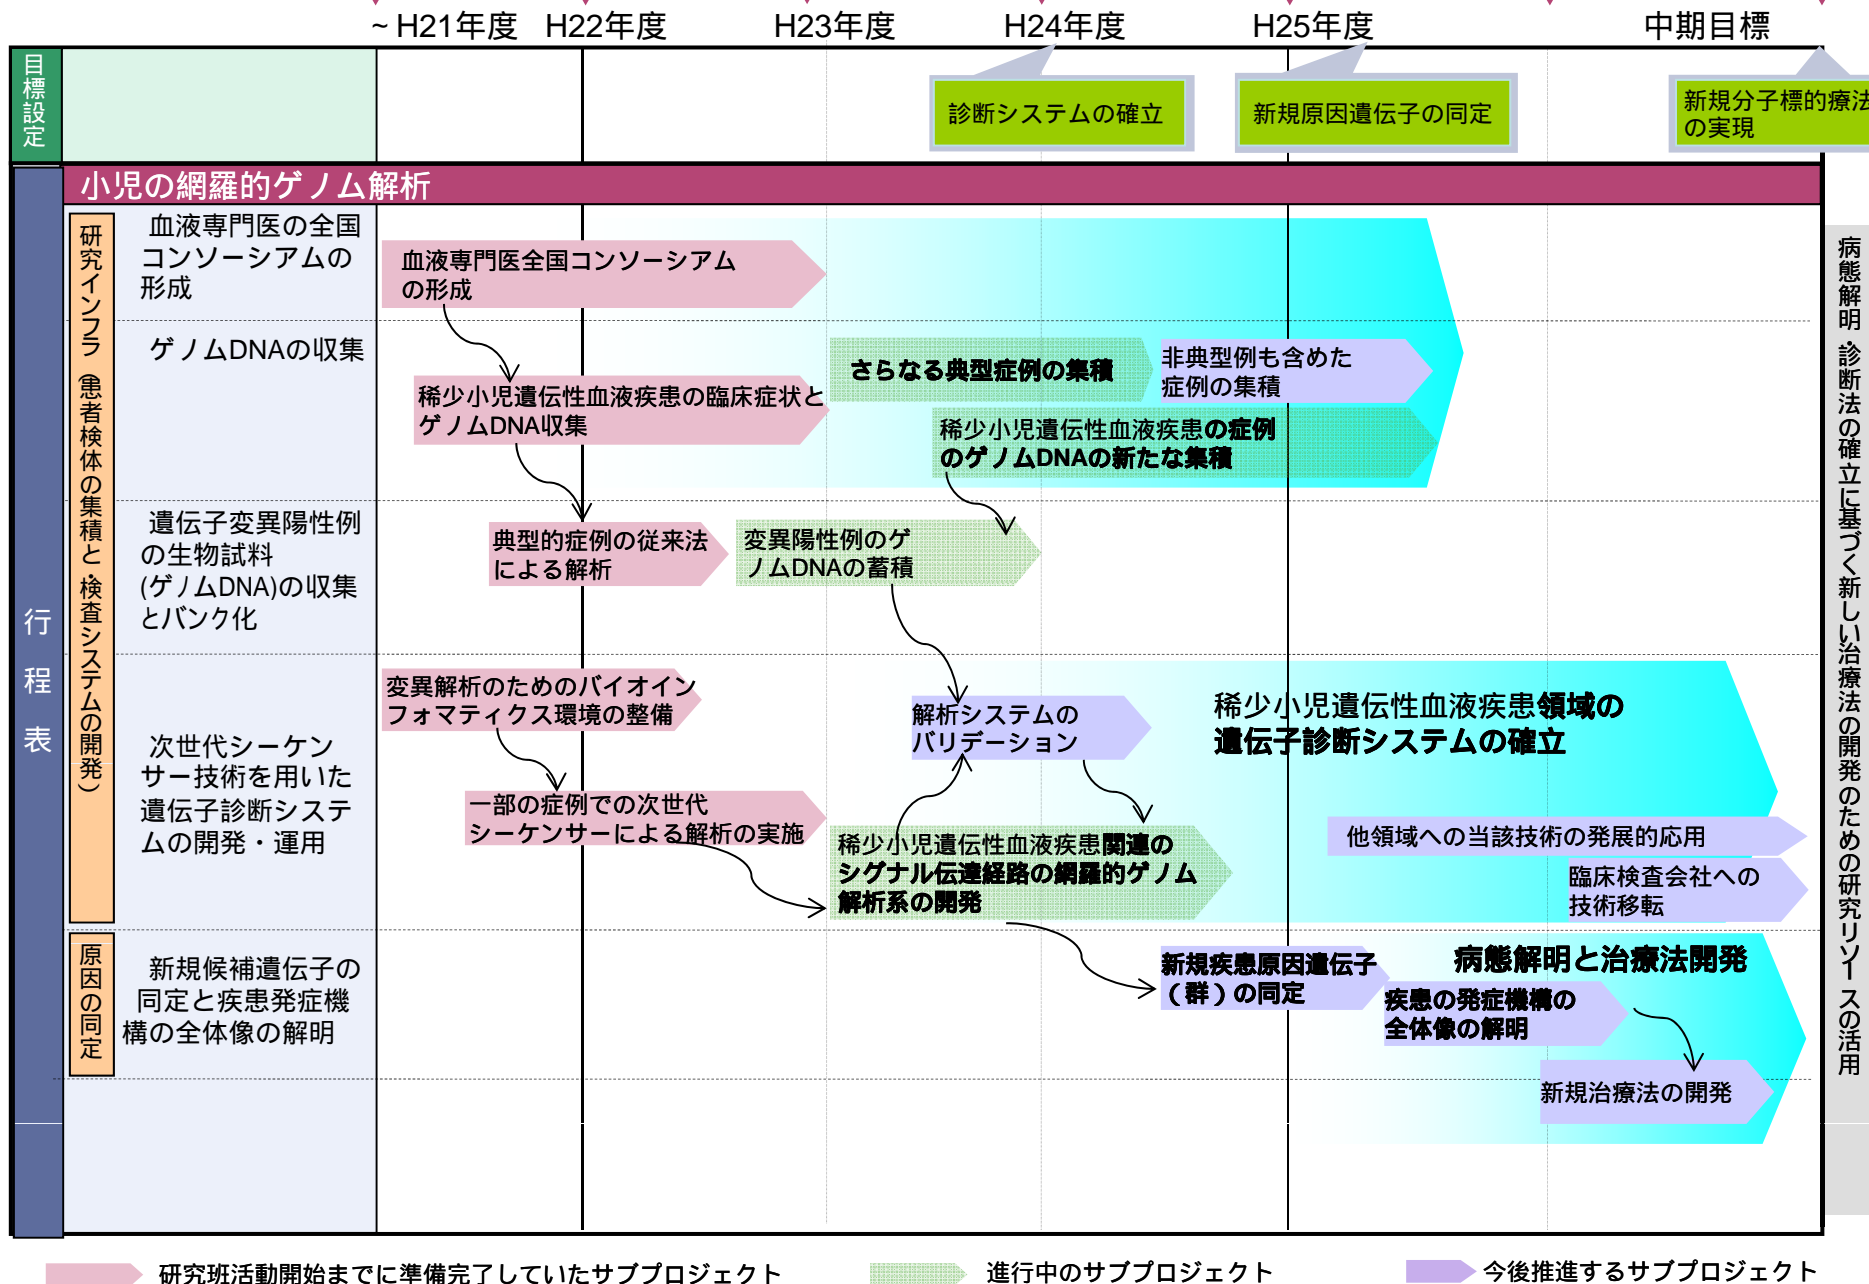 ~ H21年度 H22年度 H23年度 H24年度 H25年度 中期目標
目標設定
診断システムの確立
新規原因遺伝子の同定
新規分子標的療法
の実現
行程表
小児の網羅的ゲノム解析
研究インフラ(患者検体の集積と・検査システムの開発)
血液専門医の全国
コンソーシアムの
形成
血液専門医全国コンソーシアム
の形成
ゲノムDNAの収集
稀少小児遺伝性血液疾患の臨床症状と
ゲノムDNA収集
さらなる典型症例の集積
非典型例も含めた
症例の集積
稀少小児遺伝性血液疾患の症例
のゲノムDNAの新たな集積
遺伝子変異陽性例
の生物試料
(ゲノムDNA)の収集
とバンク化
典型的症例の従来法
による解析
変異陽性例のゲ
ノムDNAの蓄積
次世代シーケン
サー技術を用いた
遺伝子診断システ
ムの開発・運用
変異解析のためのバイオイン
フォマティクス環境の整備
一部の症例での次世代
シーケンサーによる解析の実施
解析システムの
バリデーション
稀少小児遺伝性血液疾患関連の
シグナル伝達経路の網羅的ゲノム
解析系の開発
稀少小児遺伝性血液疾患領域の
遺伝子診断システムの確立
他領域への当該技術の発展的応用
臨床検査会社への
技術移転
原因の同定
新規候補遺伝子の
同定と疾患発症機
構の全体像の解明
新規疾患原因遺伝子
(群)の同定
病態解明と治療法開発
疾患の発症機構の
全体像の解明
新規治療法の開発
病態解明・診断法の確立に基づく新しい治療法の開発のための研究リソースの活用
研究班活動開始までに準備完了していたサブプロジェクト
進行中のサブプロジェクト
今後推進するサブプロジェクト